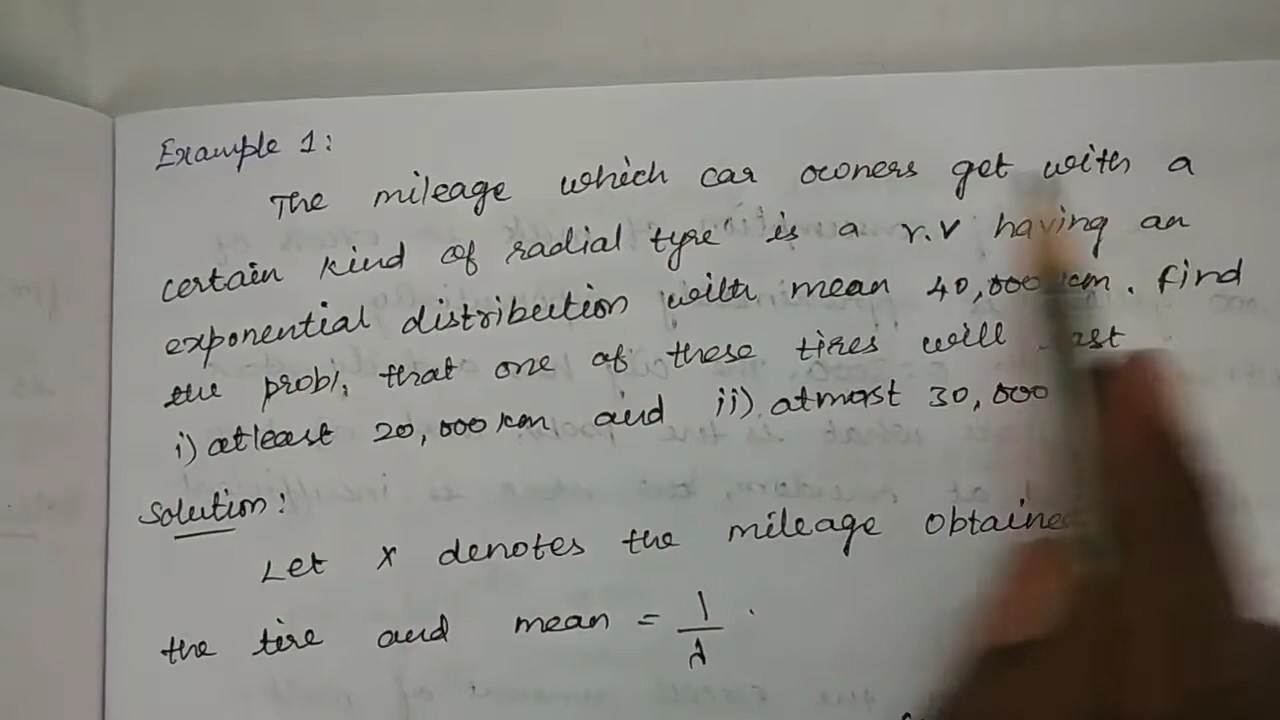 Example 1:
The mileage which car owners get with a
certain kind of radial tyre is a r.v having an
exponential distribution with mean 40,000 km. find
the prob/. that one of these tires will
i) atleast 20,000 km and ii) atmost 30,000
Solution:
Let X denotes the mileage
the tire and mean = 1/λ.